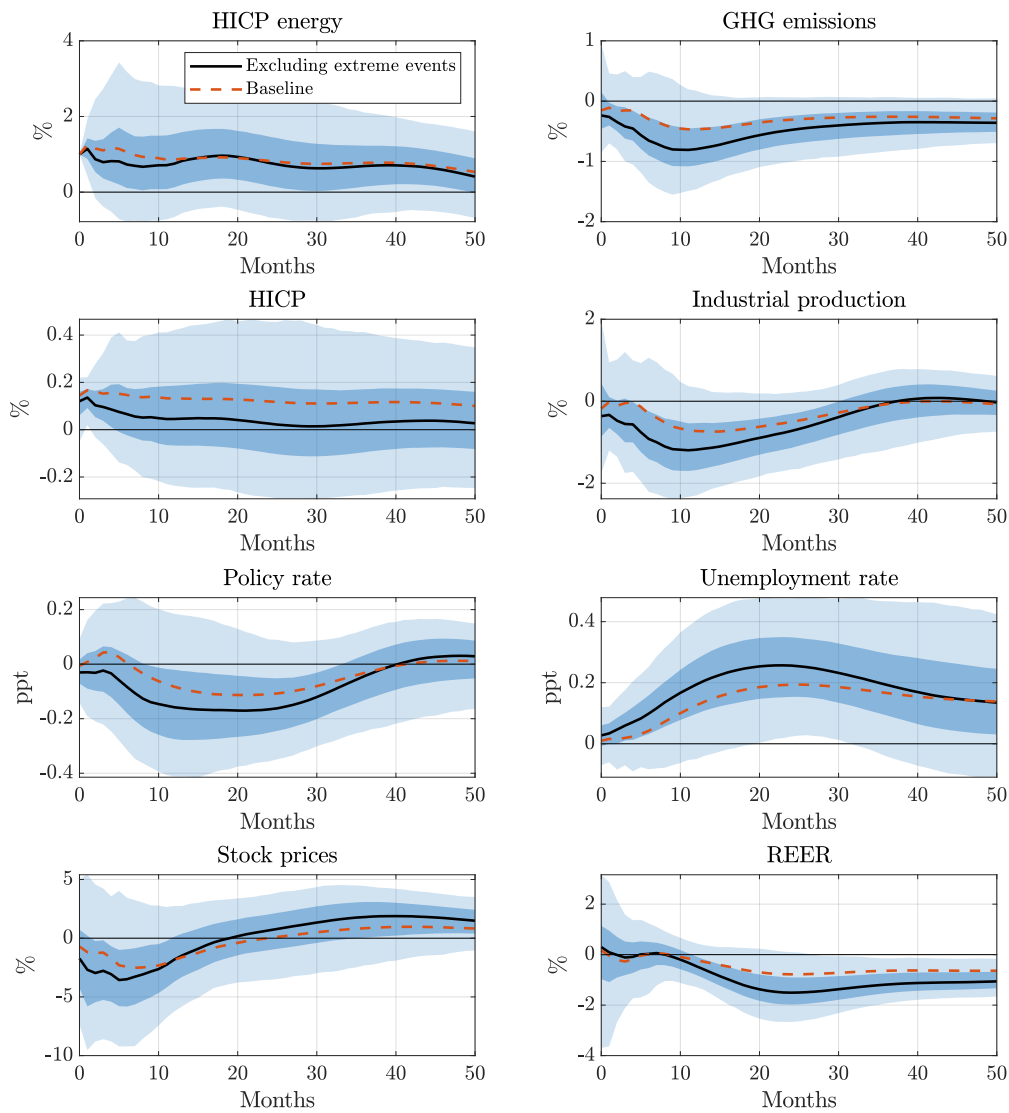 HICP energy
4
2
0
%
Excluding extreme events
Baseline
0 10 20 30 40 50
Months
GHG emissions
1
0
-1
-2
%
0 10 20 30 40 50
Months
HICP
0.4
0.2
0
-0.2
%
0 10 20 30 40 50
Months
Industrial production
2
0
-2
%
0 10 20 30 40 50
Months
Policy rate
0.2
0
-0.2
-0.4
ppt
0 10 20 30 40 50
Months
Unemployment rate
0.4
0.2
0
ppt
0 10 20 30 40 50
Months
Stock prices
5
0
-5
-10
%
0 10 20 30 40 50
Months
REER
2
0
-2
-4
%
0 10 20 30 40 50
Months